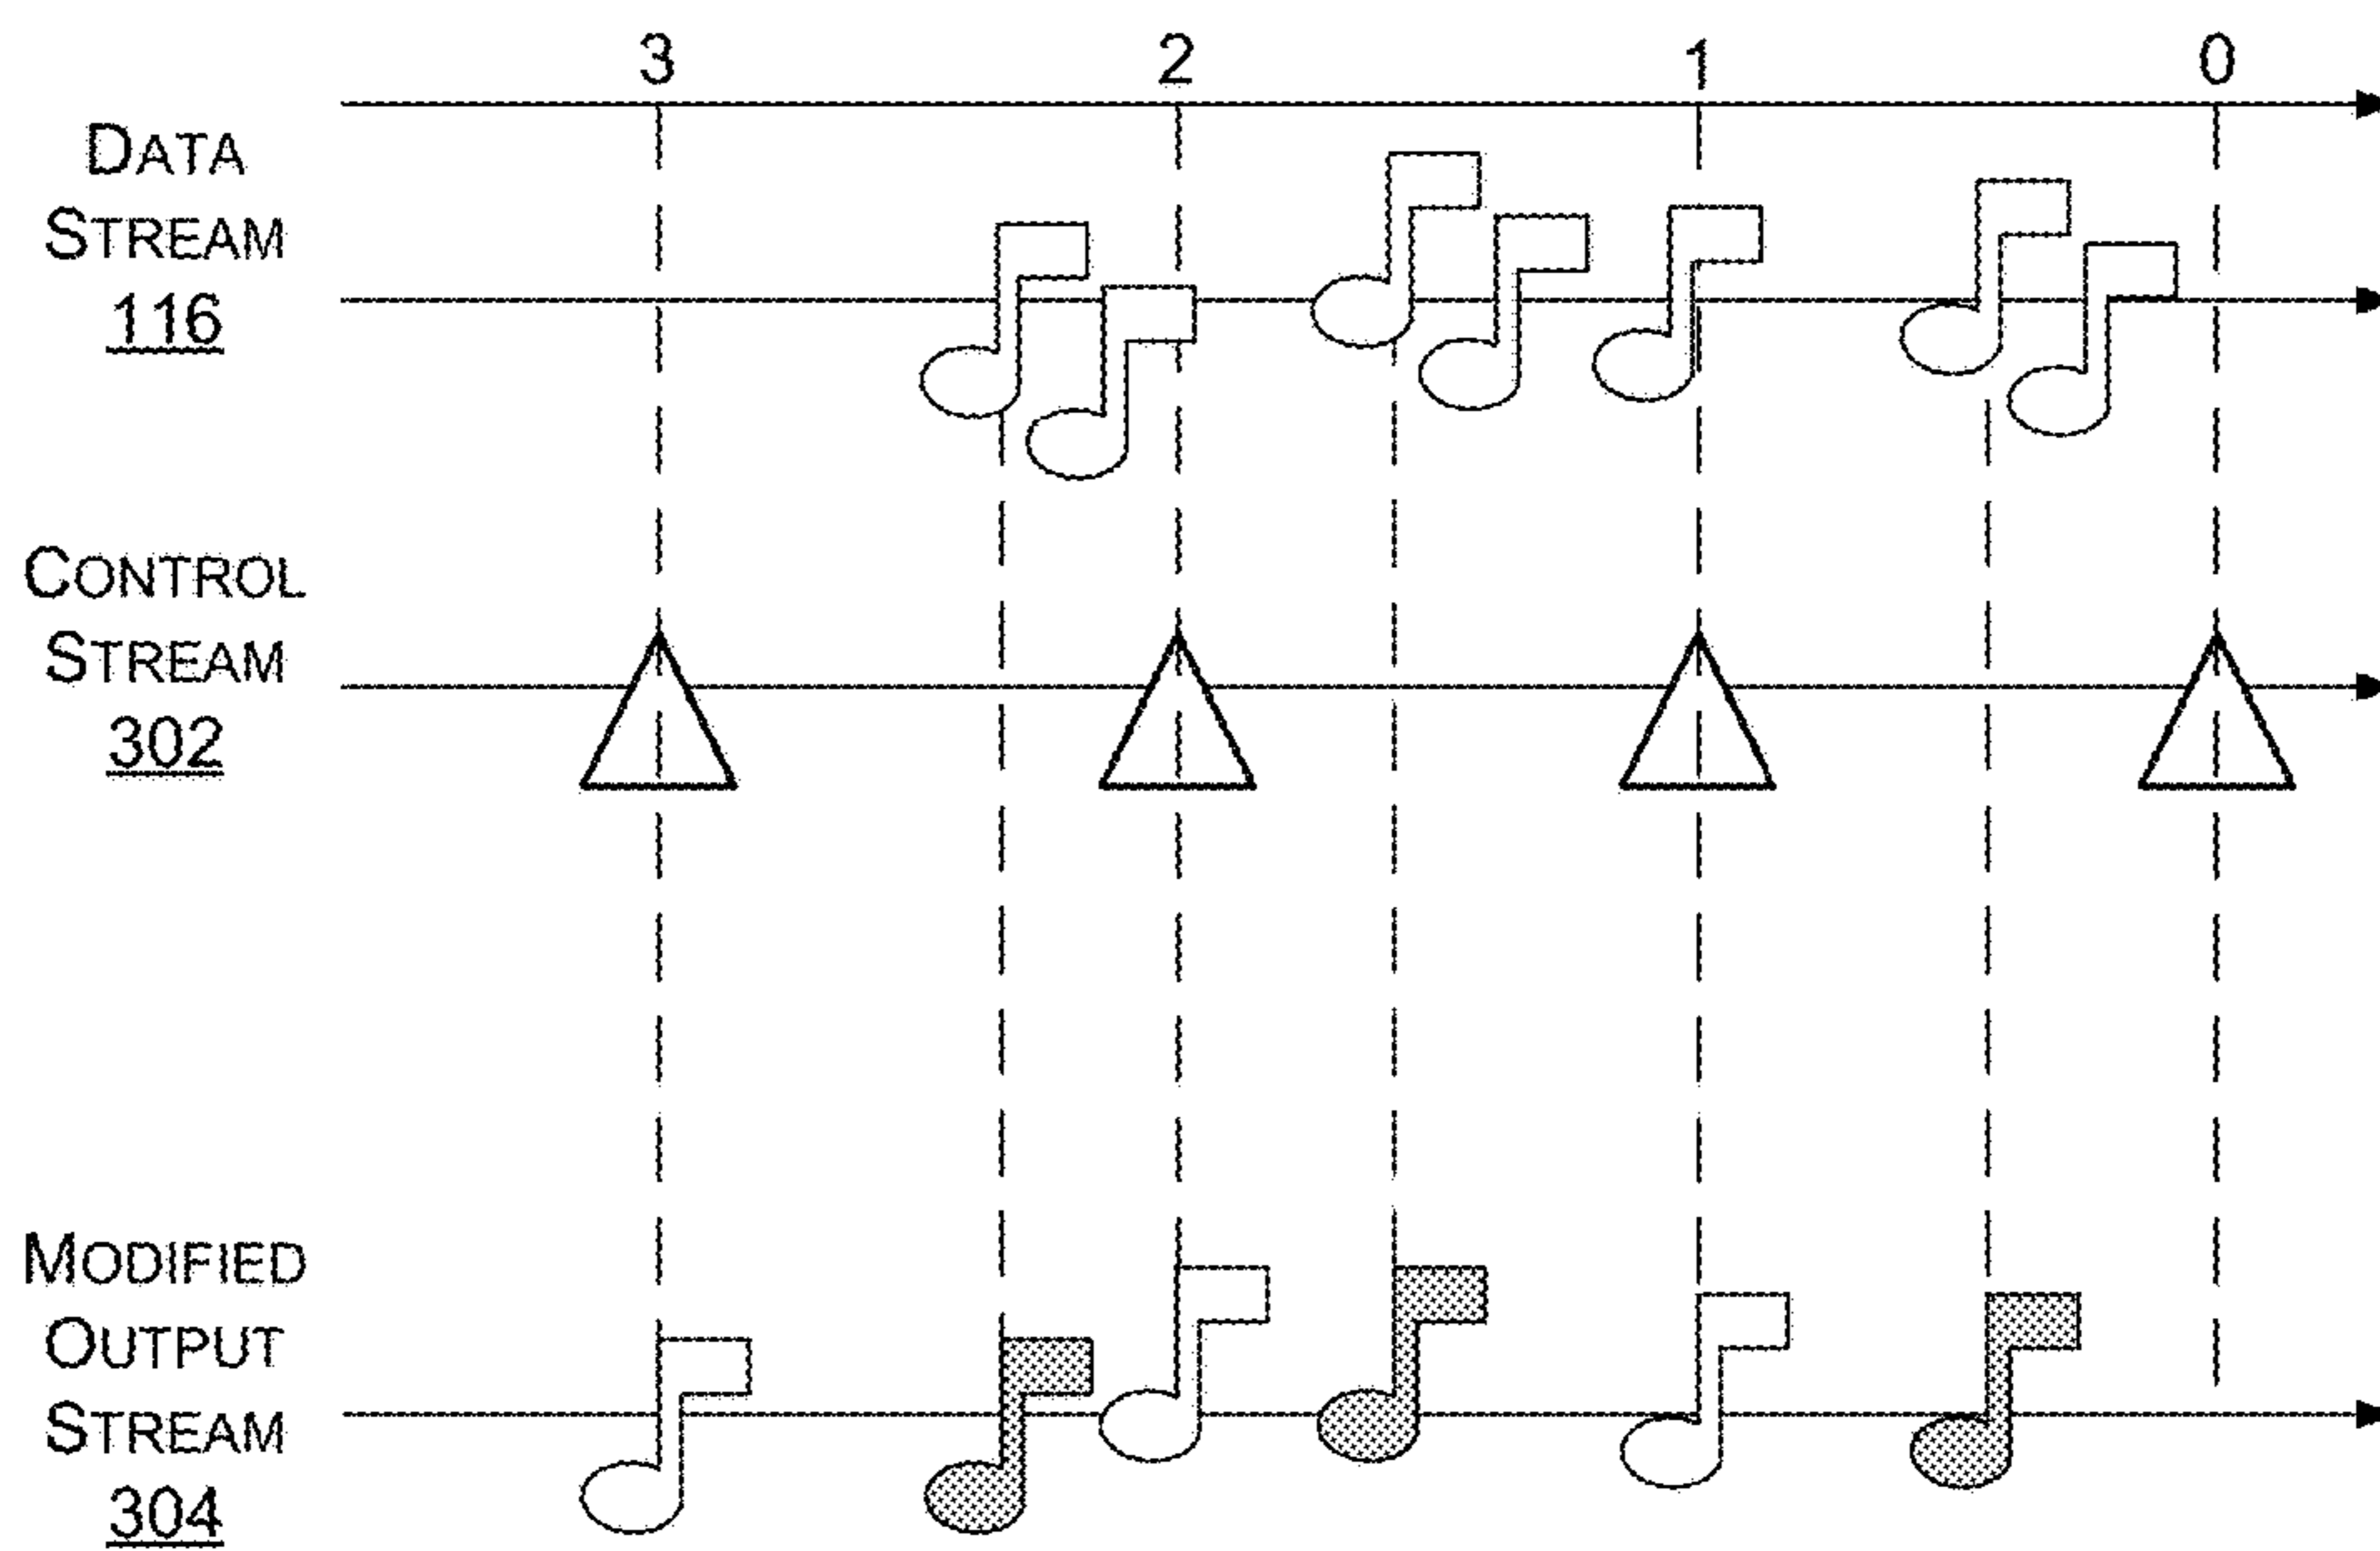 3 2 1 0
DATA
STREAM
116
CONTROL
STREAM
302
MODIFIED
OUTPUT
STREAM
304